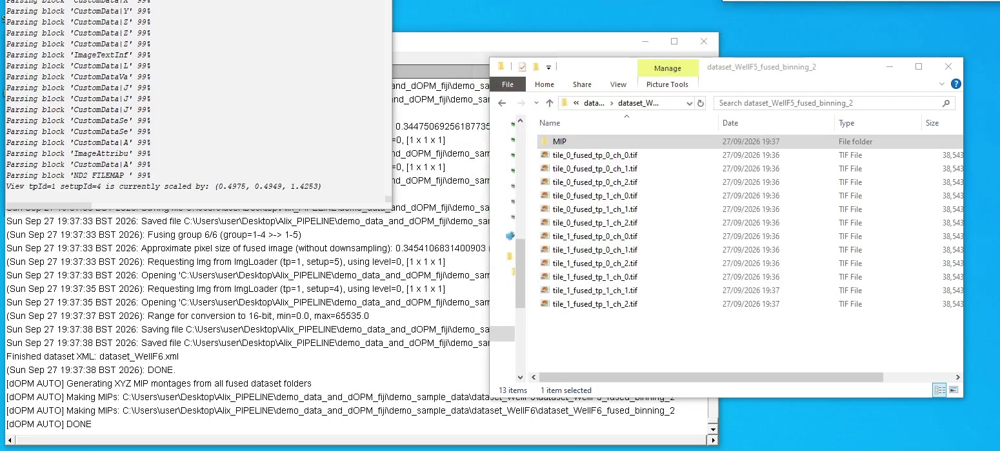 Parsing block 'CustomData|X' 99%
Parsing block 'CustomData|Y' 99%
Parsing block 'CustomData|Z' 99%
Parsing block 'CustomData|Z' 99%
Parsing block 'CustomData|Z' 99%
Parsing block 'ImageTextInf' 99%
Parsing block 'CustomData|L' 99%
Parsing block 'CustomDataVa' 99%
Parsing block 'CustomData|J' 99%
Parsing block 'CustomData|J' 99%
Parsing block 'CustomData|J' 99%
Parsing block 'CustomDataSe' 99%
Parsing block 'CustomDataSe' 99%
Parsing block 'CustomData|A' 99%
Parsing block 'ImageAttribu' 99%
Parsing block 'CustomData|A' 99%
Parsing block 'ND2 FILEMAP ' 99%
View tpId=1 setupId=4 is currently scaled by: (0.4975, 0.4949, 1.4253)
and_dOPM_fiji\demo_sa
nd_dOPM_fiji\demo_sam
0.34475069256187735
=0, [1 x 1 x 1]
nd_dOPM_fiji\demo_sam
=0, [1 x 1 x 1]
nd_dOPM_fiji\demo_sam
Saving file C:\Users\user\Desktop\Alix_PIPELINE\demo_data_and_dOPM_fiji\demo_sa
Sun Sep 27 19:37:33 BST 2026: Saved file C:\Users\user\Desktop\Alix_PIPELINE\demo_data_and_dOPM_fiji\demo_sa
(Sun Sep 27 19:37:33 BST 2026): Fusing group 6/6 (group=1-4 >-> 1-5)
Sun Sep 27 19:37:33 BST 2026: Approximate pixel size of fused image (without downsampling): 0.3454106831400903
(Sun Sep 27 19:37:33 BST 2026): Requesting Img from ImgLoader (tp=1, setup=5), using level=0, [1 x 1 x 1]
Sun Sep 27 19:37:33 BST 2026: Opening 'C:\Users\user\Desktop\Alix_PIPELINE\demo_data_and_dOPM_fiji\demo_sam
(Sun Sep 27 19:37:35 BST 2026): Requesting Img from ImgLoader (tp=1, setup=4), using level=0, [1 x 1 x 1]
Sun Sep 27 19:37:35 BST 2026: Opening 'C:\Users\user\Desktop\Alix_PIPELINE\demo_data_and_dOPM_fiji\demo_sam
(Sun Sep 27 19:37:37 BST 2026): Range for conversion to 16-bit, min=0.0, max=65535.0
Sun Sep 27 19:37:38 BST 2026: Saving file C:\Users\user\Desktop\Alix_PIPELINE\demo_data_and_dOPM_fiji\demo_sa
Sun Sep 27 19:37:38 BST 2026: Saved file C:\Users\user\Desktop\Alix_PIPELINE\demo_data_and_dOPM_fiji\demo_sa
Finished dataset XML: dataset_WellF6.xml
(Sun Sep 27 19:37:38 BST 2026): DONE.
[dOPM AUTO] Generating XYZ MIP montages from all fused dataset folders
[dOPM AUTO] Making MIPs: C:\Users\user\Desktop\Alix_PIPELINE\demo_data_and_dOPM_fiji\demo_sample_data\dataset_WellF5\dataset_WellF5_fused_binning_2
[dOPM AUTO] Making MIPs: C:\Users\user\Desktop\Alix_PIPELINE\demo_data_and_dOPM_fiji\demo_sample_data\dataset_WellF6\dataset_WellF6_fused_binning_2
[dOPM AUTO] DONE
Manage dataset_WellF5_fused_binning_2
File Home Share View Picture Tools
« data... › dataset_W... Search dataset_WellF5_fused_binning_2
Name Date Type Size
MIP 27/09/2026 19:37 File folder
tile_0_fused_tp_0_ch_0.tif 27/09/2026 19:36 TIF File 38,543
tile_0_fused_tp_0_ch_1.tif 27/09/2026 19:36 TIF File 38,543
tile_0_fused_tp_0_ch_2.tif 27/09/2026 19:36 TIF File 38,543
tile_0_fused_tp_1_ch_0.tif 27/09/2026 19:36 TIF File 38,543
tile_0_fused_tp_1_ch_1.tif 27/09/2026 19:36 TIF File 38,543
tile_0_fused_tp_1_ch_2.tif 27/09/2026 19:36 TIF File 38,543
tile_1_fused_tp_0_ch_0.tif 27/09/2026 19:36 TIF File 38,543
tile_1_fused_tp_0_ch_1.tif 27/09/2026 19:36 TIF File 38,543
tile_1_fused_tp_0_ch_2.tif 27/09/2026 19:36 TIF File 38,543
tile_1_fused_tp_1_ch_0.tif 27/09/2026 19:36 TIF File 38,543
tile_1_fused_tp_1_ch_1.tif 27/09/2026 19:37 TIF File 38,543
tile_1_fused_tp_1_ch_2.tif 27/09/2026 19:37 TIF File 38,543
13 items 1 item selected